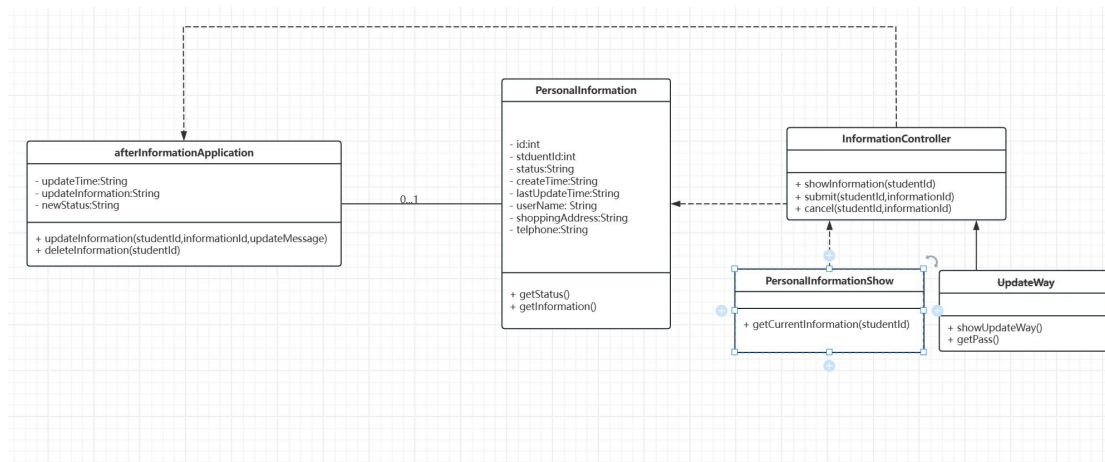 afterInformationApplication
- updateTime:String
- updateInformation:String
- newStatus:String
+ updateInformation(studentId,informationId,updateMessage)
+ deleteInformation(studentId)
0...1
PersonalInformation
- id:int
- stduentId:int
- status:String
- createTime:String
- lastUpdateTime:String
- userName: String
- shoppingAddress:String
- telphone:String
+ getStatus()
+ getInformation()
InformationController
+ showInformation(studentId)
+ submit(studentId,informationId)
+ cancel(studentId,informationId)
PersonalInformationShow
+ getCurrentInformation(studentId)
UpdateWay
+ showUpdateWay()
+ getPass()